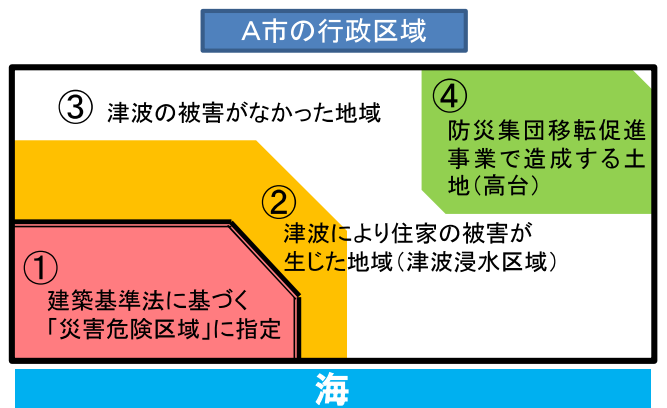 A市の行政区域
③ 津波の被害がなかった地域
④
防災集団移転促進
事業で造成する土
地(高台)
②
津波により住家の被害が
生じた地域(津波浸水区域)
①
建築基準法に基づく
「災害危険区域」に指定
海